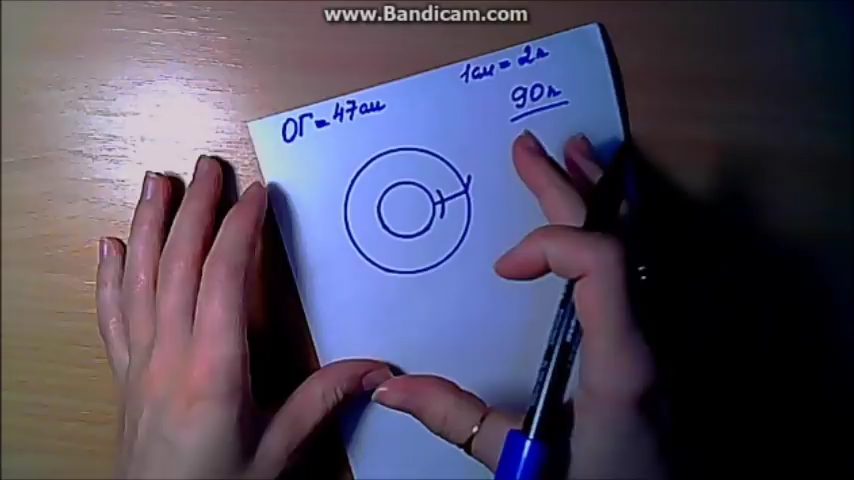 www.Bandicam.com
ОГ = 47 см
1 см = 2 п
90 п